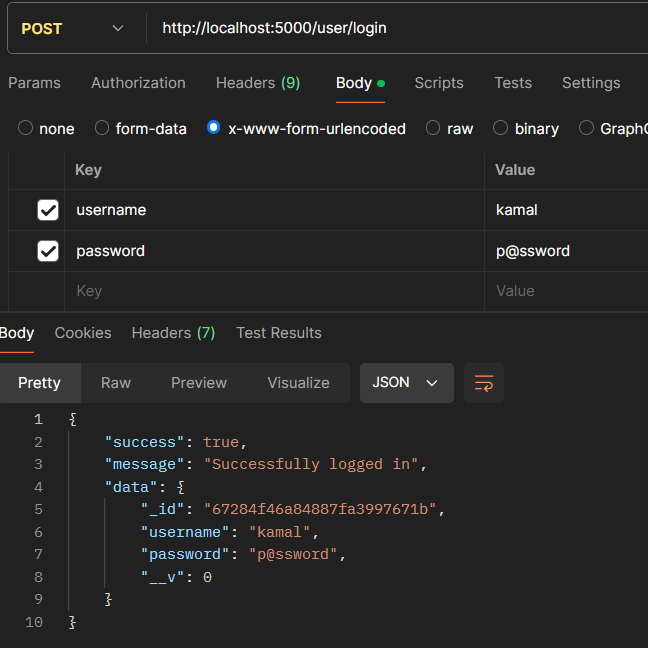 POST http://localhost:5000/user/login
Params Authorization Headers (9) Body Scripts Tests Settings
none form-data x-www-form-urlencoded raw binary GraphQ
Key Value
username kamal
password p@ssword
Key Value
Body Cookies Headers (7) Test Results
Pretty Raw Preview Visualize JSON
1 {
2 "success": true,
3 "message": "Successfully logged in",
4 "data": {
5 "_id": "67284f46a84887fa3997671b",
6 "username": "kamal",
7 "password": "p@ssword",
8 "__v": 0
9 }
10 }